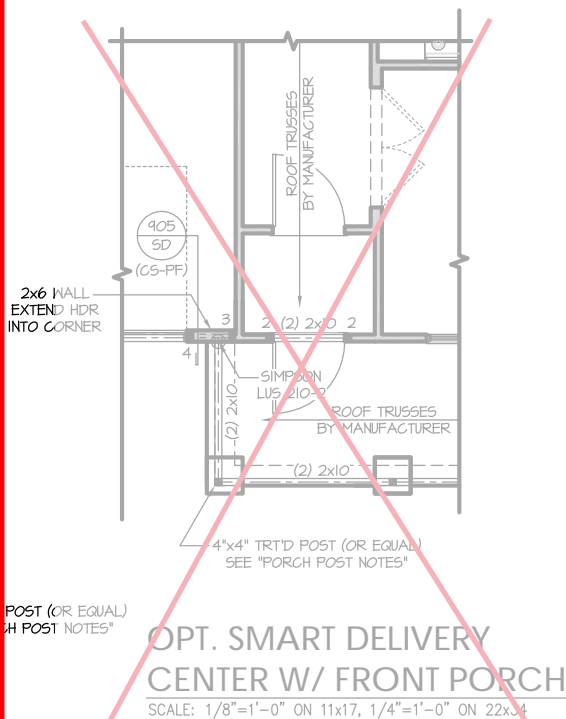 ROOF TRUSSES
BY MANUFACTURER
905
SD
(CS-PF)
2x6 WALL
EXTEND HDR
INTO CORNER
3
2 (2) 2x10 2
4
SIMPSON
LUS 210-2
(2) 2x10
ROOF TRUSSES
BY MANUFACTURER
(2) 2x10
4"x4" TRT'D POST (OR EQUAL)
SEE "PORCH POST NOTES"
POST (OR EQUAL)
CH POST NOTES"
OPT. SMART DELIVERY
CENTER W/ FRONT PORCH
SCALE: 1/8"=1'-0" ON 11x17, 1/4"=1'-0" ON 22x34